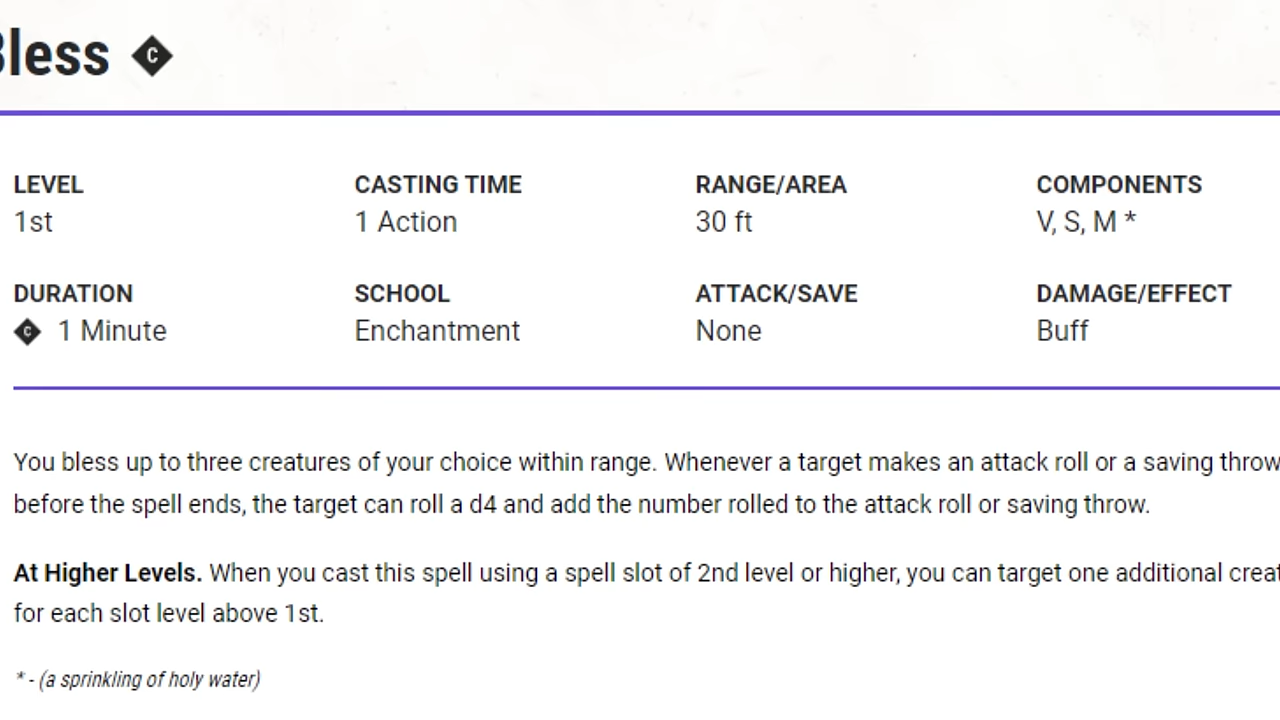 Bless C
LEVEL CASTING TIME RANGE/AREA COMPONENTS
1st 1 Action 30 ft V, S, M *
DURATION SCHOOL ATTACK/SAVE DAMAGE/EFFECT
C 1 Minute Enchantment None Buff
You bless up to three creatures of your choice within range. Whenever a target makes an attack roll or a saving throw
before the spell ends, the target can roll a d4 and add the number rolled to the attack roll or saving throw.
At Higher Levels. When you cast this spell using a spell slot of 2nd level or higher, you can target one additional creat
for each slot level above 1st.
* - (a sprinkling of holy water)